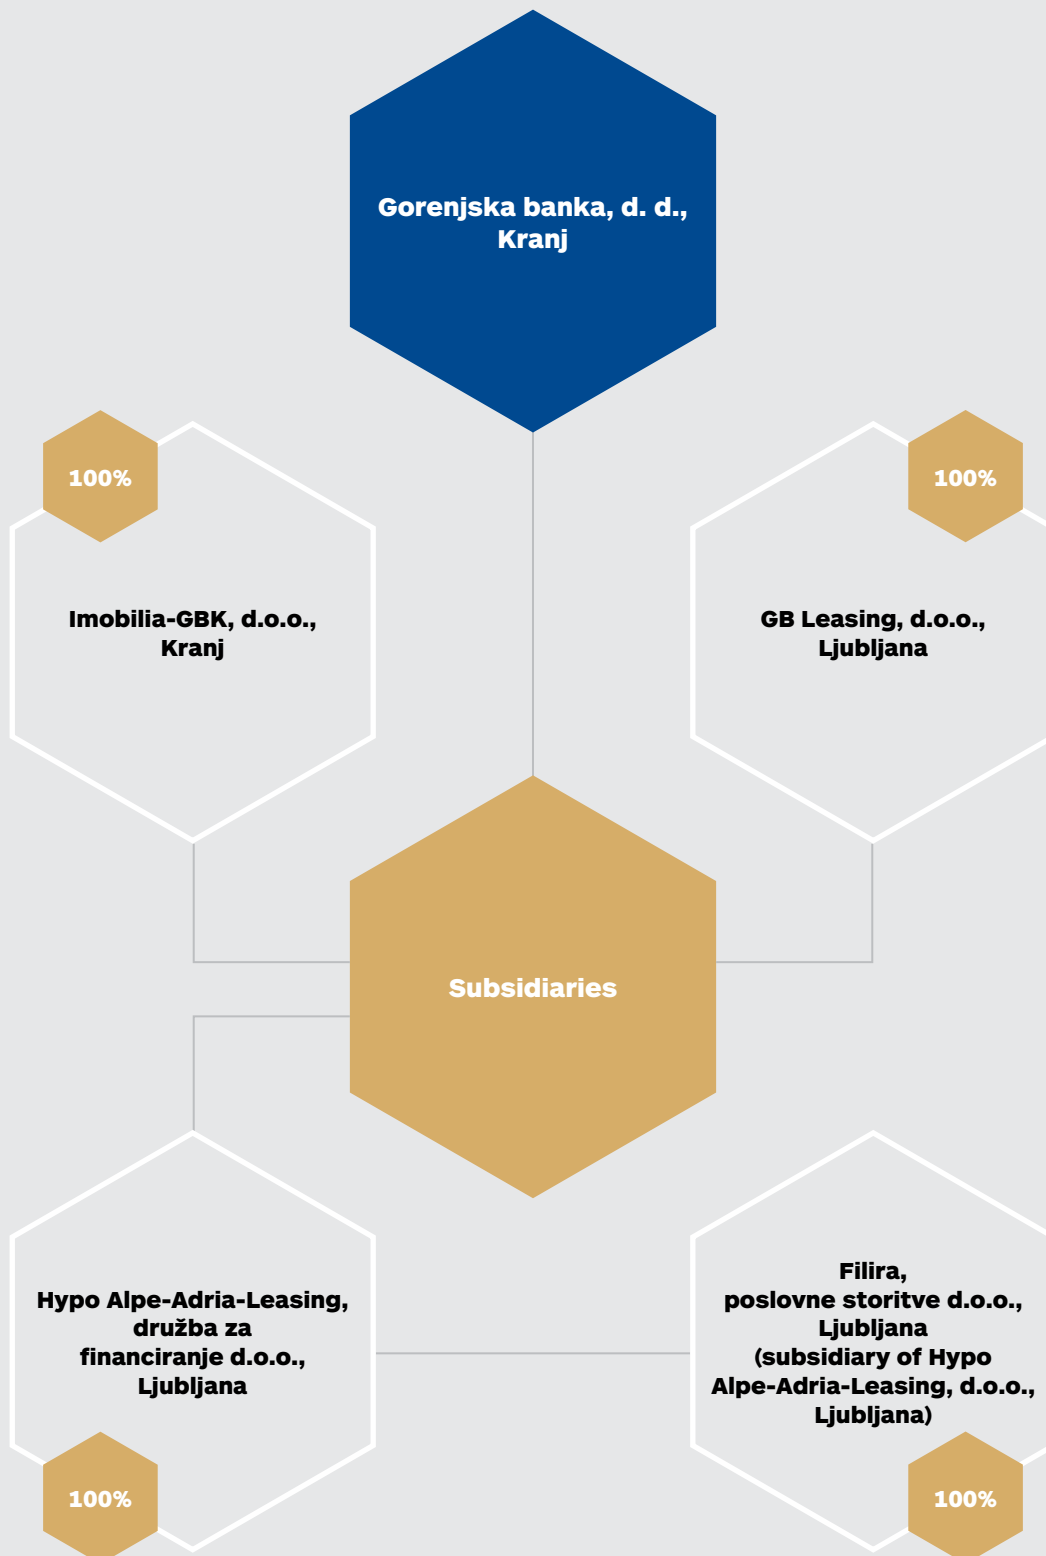 Gorenjska banka, d. d.,
Kranj
100%
Imobilia-GBK, d.o.o.,
Kranj
100%
GB Leasing, d.o.o.,
Ljubljana
Subsidiaries
Hypo Alpe-Adria-Leasing,
družba za
financiranje d.o.o.,
Ljubljana
100%
Filira,
poslovne storitve d.o.o.,
Ljubljana
(subsidiary of Hypo
Alpe-Adria-Leasing, d.o.o.,
Ljubljana)
100%